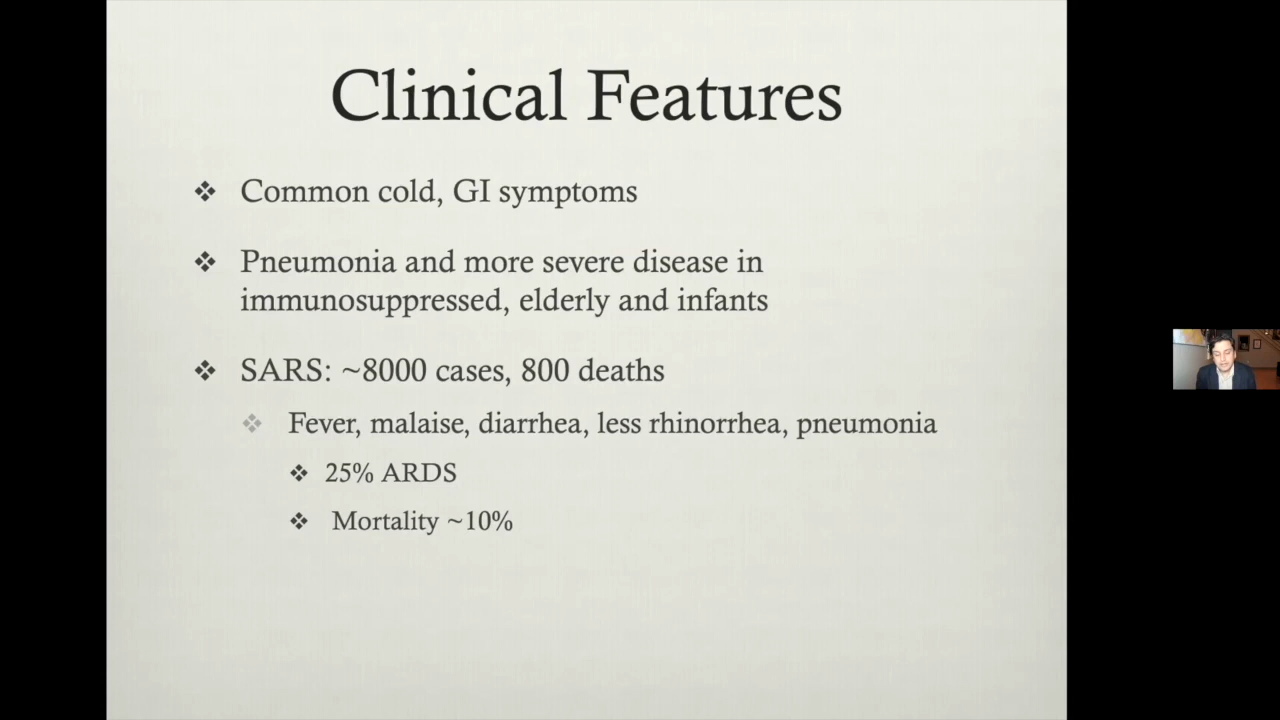 Clinical Features
Common cold, GI symptoms
Pneumonia and more severe disease in
immunosuppressed, elderly and infants
SARS: ~8000 cases, 800 deaths
Fever, malaise, diarrhea, less rhinorrhea, pneumonia
25% ARDS
Mortality ~10%